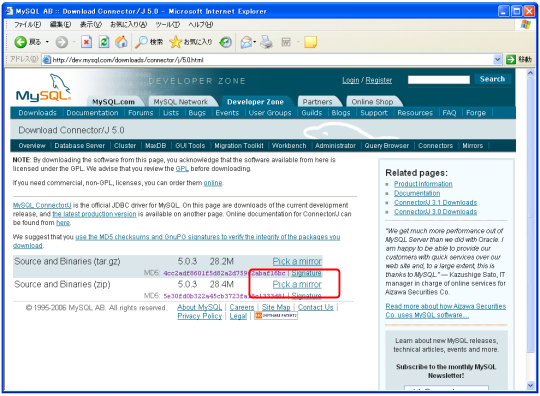 MySQL AB :: Download Connector/J 5.0 - Microsoft Internet Explorer
ファイル(F) 編集(E) 表示(V) お気に入り(A) ツール(T) ヘルプ(H)
戻る 検索 お気に入り
アドレス(D) http://dev.mysql.com/downloads/connector/j/5.0.html 移動
MySQL DEVELOPER ZONE Login / Register Search
MySQL.com MySQL Network Developer Zone Partners Online Shop
Downloads Documentation Forums Lists Bugs Events User Groups Guilds Blogs Support Resources FAQ Forge
Download Connector/J 5.0
Overview Database Server Cluster MaxDB GUI Tools Migration Toolkit Workbench Administrator Query Browser Connectors Mirrors
NOTE: By downloading the software from this page, you acknowledge that the software available from here is
licensed under the GPL. We advise that you review the GPL before downloading.
If you need commercial, non-GPL, licenses, you can order them online.
MySQL Connector/J is the official JDBC driver for MySQL. On this page are downloads of the current development
release, and the latest production version is available on another page. Online documentation for Connector/J can
be found from here.
We suggest that you use the MD5 checksums and GnuPG signatures to verify the integrity of the packages you
download.
Source and Binaries (tar.gz) 5.0.3 28.2M Pick a mirror
MD5: Signature
Source and Binaries (zip) 5.0.3 28.4M Pick a mirror
MD5: Signature
© 1995-2006 MySQL AB. All rights reserved. About MySQL | Careers | Site Map | Contact Us |
Privacy Policy | Legal |
Related pages:
Product Information
Documentation
Connector/J 3.1 Downloads
Connector/J 3.0 Downloads
"We get much more performance out of
MySQL Server than we did with Oracle. I
am happy to be able to provide our
customers with quick services over our
web site and, to a large extent, this is
thanks to MySQL." — Kazushige Sato, IT
manager in charge of online services for
Aizawa Securities Co.
Read more about how Aizawa Securities
Co. uses MySQL software....
Learn about new MySQL releases,
technical articles, events and more.
Subscribe to the monthly MySQL
Newsletter!